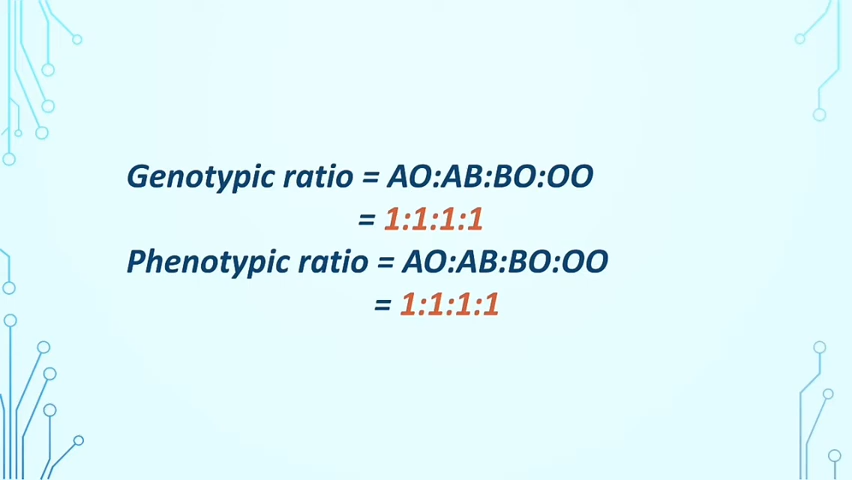 Genotypic ratio = AO:AB:BO:OO
= 1:1:1:1
Phenotypic ratio = AO:AB:BO:OO
= 1:1:1:1